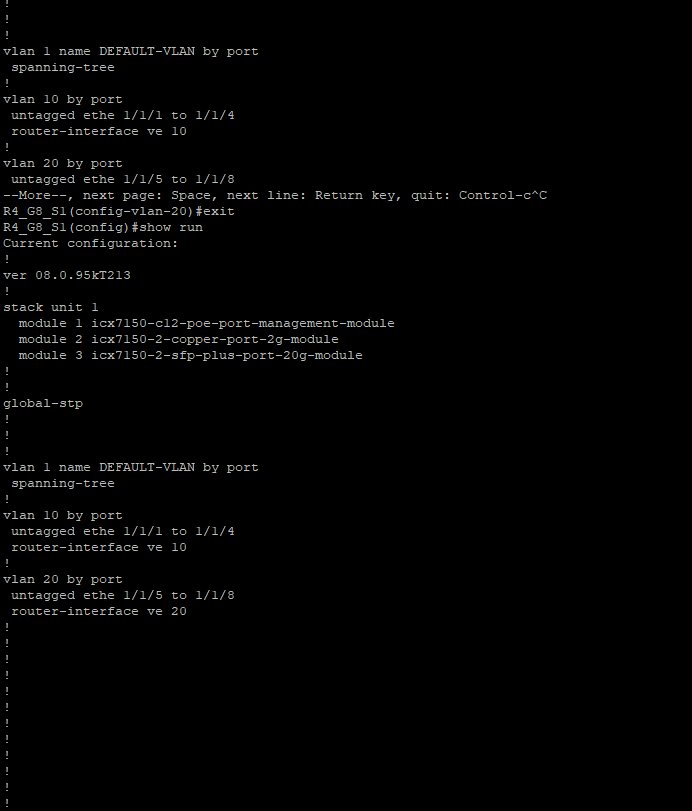 !
!
!
vlan 1 name DEFAULT-VLAN by port
 spanning-tree
!
vlan 10 by port
 untagged ethe 1/1/1 to 1/1/4
 router-interface ve 10
!
vlan 20 by port
 untagged ethe 1/1/5 to 1/1/8
--More--, next page: Space, next line: Return key, quit: Control-c^C
R4_G8_S1(config-vlan-20)#exit
R4_G8_S1(config)#show run
Current configuration:
!
ver 08.0.95kT213
!
stack unit 1
  module 1 icx7150-c12-poe-port-management-module
  module 2 icx7150-2-copper-port-2g-module
  module 3 icx7150-2-sfp-plus-port-20g-module
!
!
global-stp
!
!
!
vlan 1 name DEFAULT-VLAN by port
 spanning-tree
!
vlan 10 by port
 untagged ethe 1/1/1 to 1/1/4
 router-interface ve 10
!
vlan 20 by port
 untagged ethe 1/1/5 to 1/1/8
 router-interface ve 20
!
!
!
!
!
!
!
!
!
!
!
!